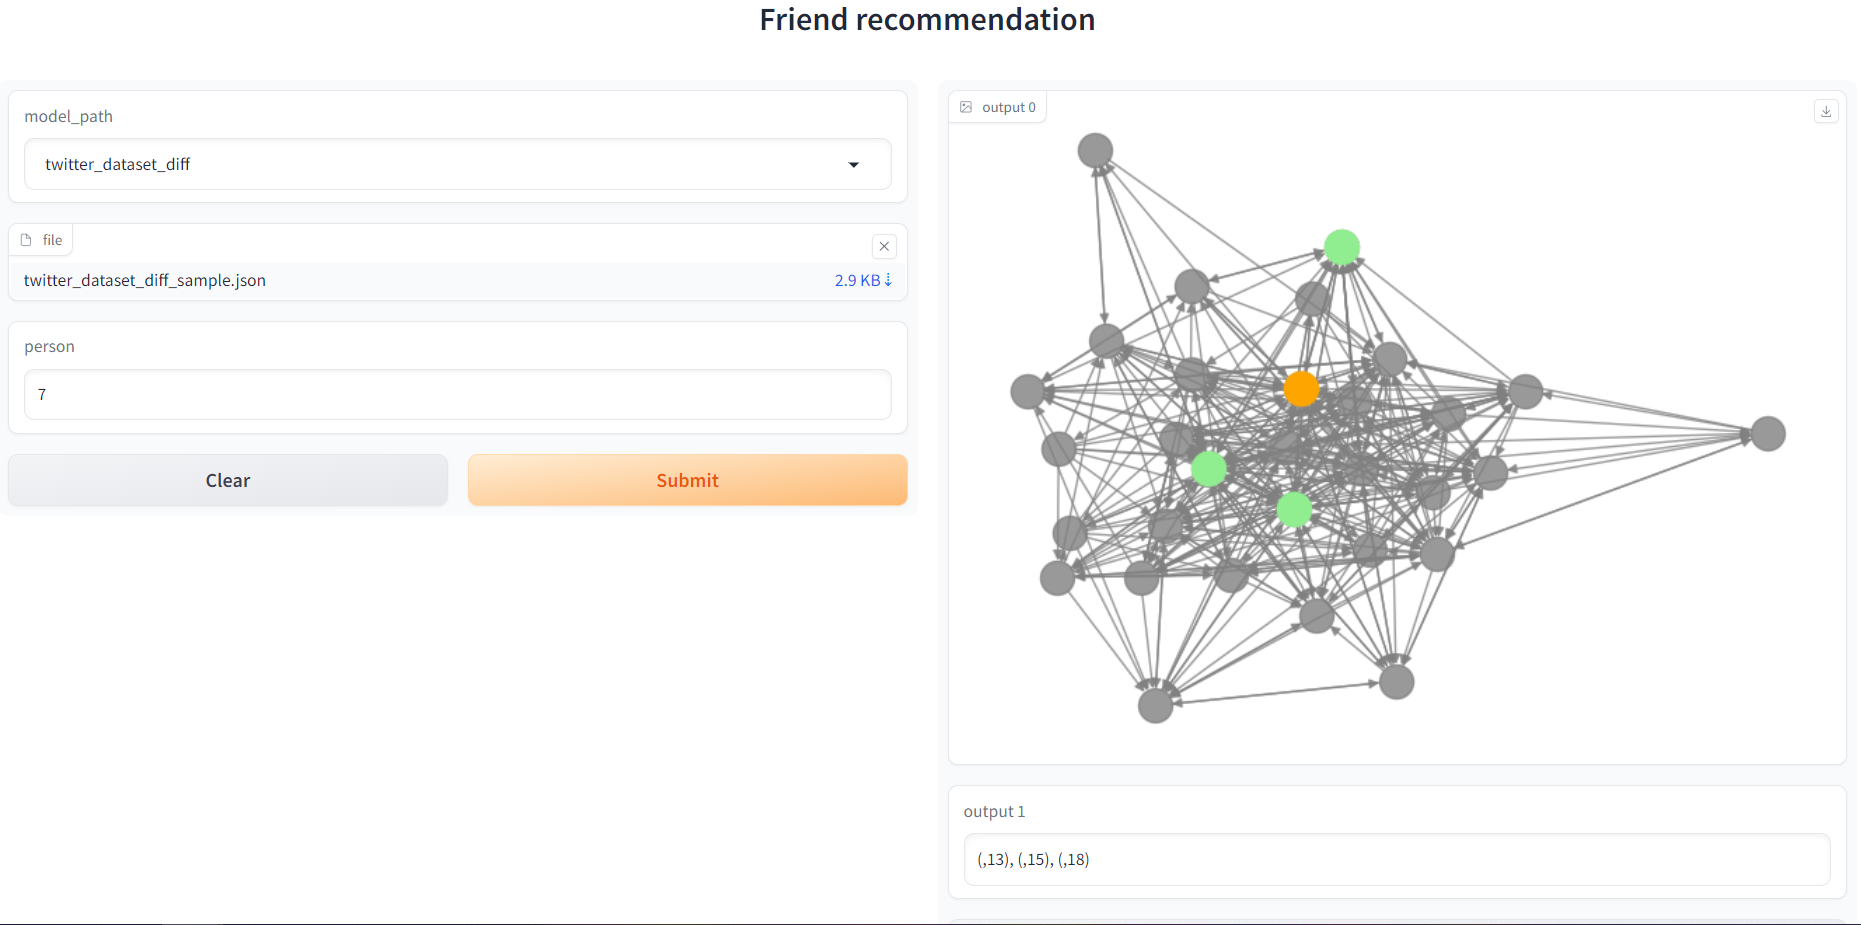 Friend recommendation
model_path
twitter_dataset_diff
file
twitter_dataset_diff_sample.json
2.9 KB ⇣
person
7
Clear
Submit
output 0
output 1
(,13), (,15), (,18)